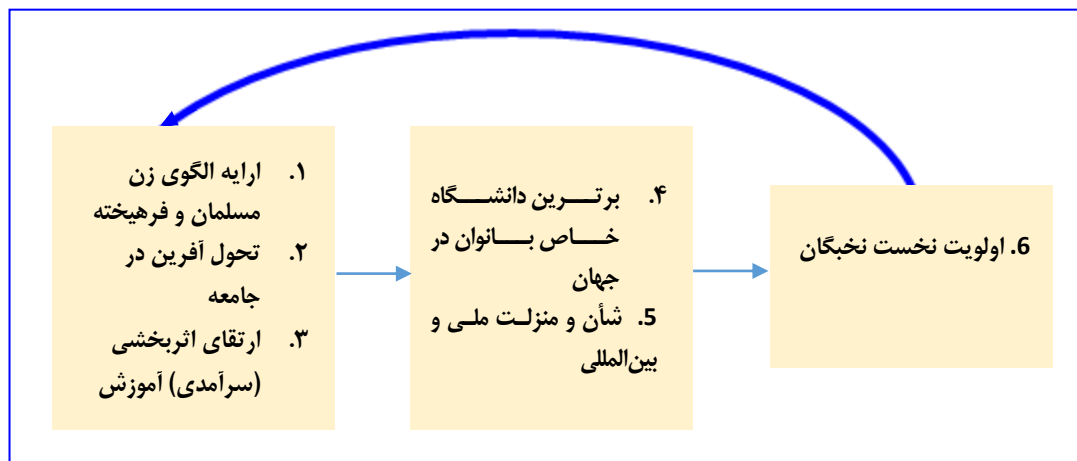 ۱. ارایه الگوی زن
مسلمان و فرهیخته
۲. تحول آفرین در
جامعه
۳. ارتقای اثربخشی
(سرآمدی) آموزش
۴. برتـــرین دانشـــگاه
خـــاص بـــانوان در
جهان
5. شأن و منزلـت ملـی و
بین‌المللی
6. اولویت نخست نخبگان